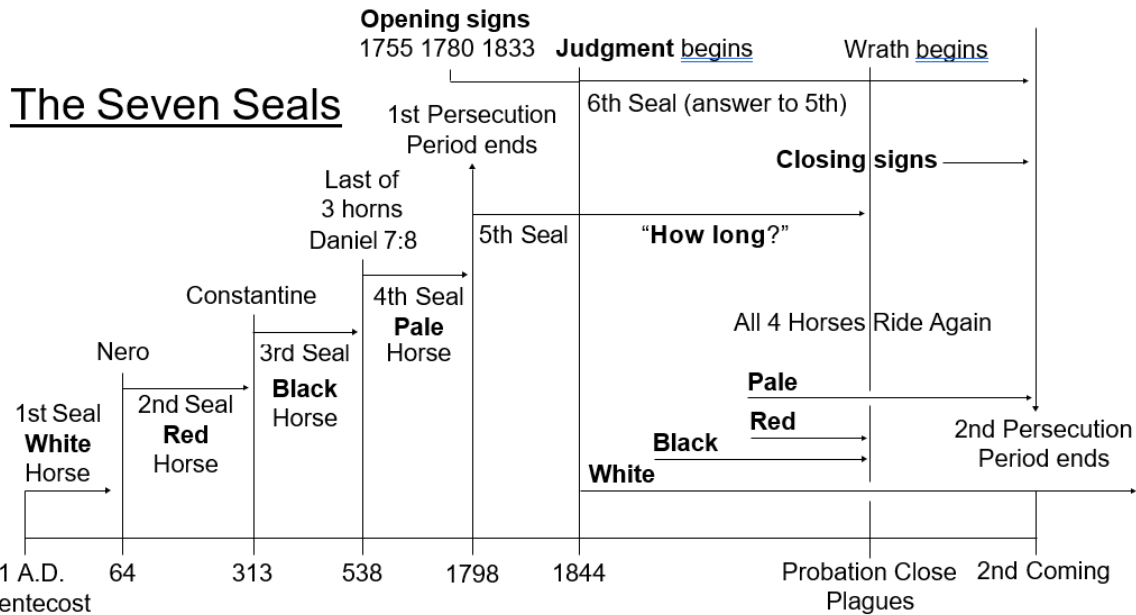 Opening signs
1755 1780 1833
Judgment begins
Wrath begins
The Seven Seals
6th Seal (answer to 5th)
1st Persecution
Period ends
Closing signs
Last of
3 horns
Daniel 7:8
5th Seal
“How long?”
Constantine
4th Seal
Pale
Horse
All 4 Horses Ride Again
Nero
3rd Seal
Black
Horse
1st Seal
White
Horse
2nd Seal
Red
Horse
Pale
Red
Black
White
2nd Persecution
Period ends
1 A.D.
entecost
64
313
538
1798
1844
Probation Close
Plagues
2nd Coming